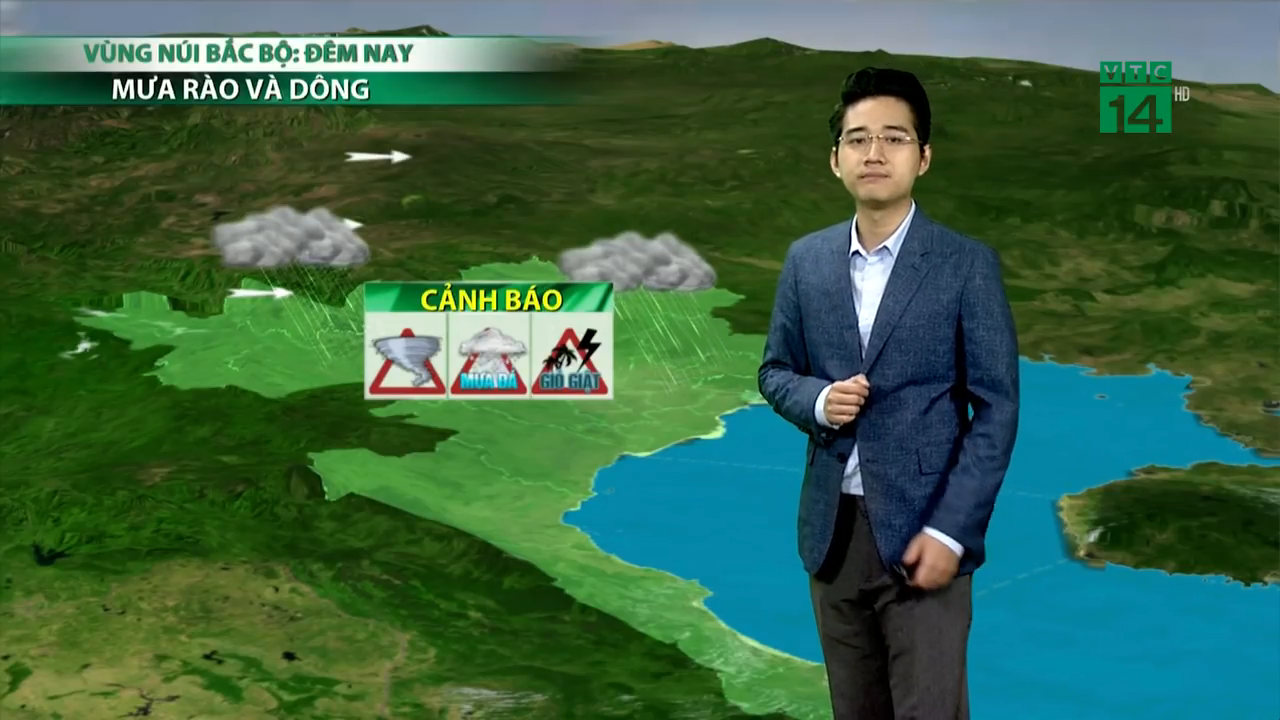 VÙNG NÚI BẮC BỘ: ĐÊM NAY
MƯA RÀO VÀ DÔNG
VTC
14 HD
CẢNH BÁO
MƯA ĐÁ
GIÓ GIẬT